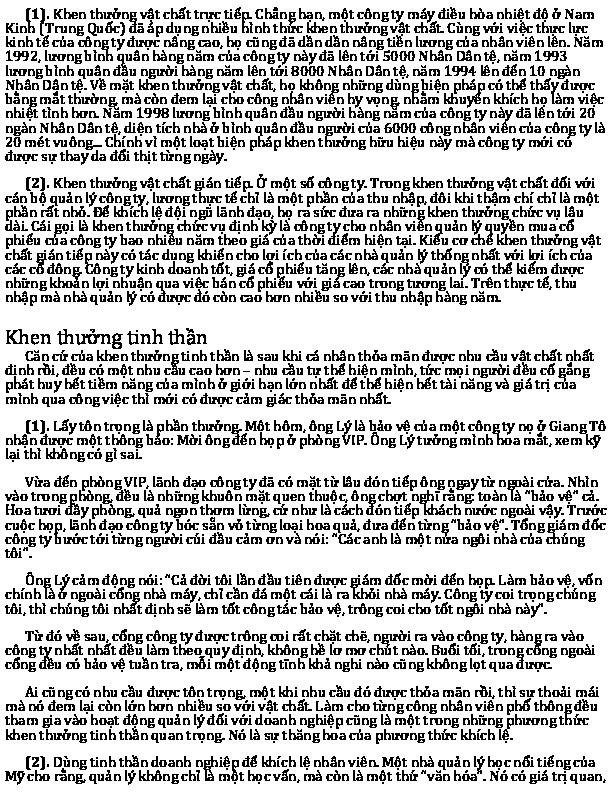 (1). Khen thưởng vật chất trực tiếp. Chẳng hạn, một công ty máy điều hòa nhiệt độ ở Nam
Kinh (Trung Quốc) đã áp dụng nhiều hình thức khen thưởng vật chất. Cùng với việc thực lực
kinh tế của công ty được nâng cao, họ cũng đã dần dần nâng tiền lương của nhân viên lên. Năm
1992, lương bình quân hàng năm của công ty này đã lên tới 5000 Nhân Dân tệ, năm 1993
lương bình quân đầu người hàng năm lên tới 8000 Nhân Dân tệ, năm 1994 lên đến 10 ngàn
Nhân Dân tệ. Về mặt khen thưởng vật chất, họ không những dùng biện pháp có thể thấy được
bằng mắt thường, mà còn đem lại cho công nhân viên hy vọng, nhằm khuyến khích họ làm việc
nhiệt tình hơn. Năm 1998 lương bình quân đầu người hàng năm của công ty này đã lên tới 20
ngàn Nhân Dân tệ, diện tích nhà ở bình quân đầu người của 6000 công nhân viên của công ty là
20 mét vuông... Chính vì một loạt biện pháp khen thưởng hữu hiệu này mà công ty mới có
được sự thay da đổi thịt từng ngày.
(2). Khen thưởng vật chất gián tiếp. Ở một số công ty. Trong khen thưởng vật chất đối với
cán bộ quản lý công ty, lương thực tế chỉ là một phần của thu nhập, đôi khi thậm chí chỉ là một
phần rất nhỏ. Để khích lệ đội ngũ lãnh đạo, họ ra sức đưa ra những khen thưởng chức vụ lâu
dài. Cái gọi là khen thưởng chức vụ định kỳ là công ty cho nhân viên quản lý quyền mua cổ
phiếu của công ty bao nhiêu năm theo giá của thời điểm hiện tại. Kiểu cơ chế khen thưởng vật
chất gián tiếp này có tác dụng khiến cho lợi ích của các nhà quản lý thống nhất với lợi ích của
các cổ đông. Công ty kinh doanh tốt, giá cổ phiếu tăng lên, các nhà quản lý có thể kiếm được
những khoản lợi nhuận qua việc bán cổ phiếu với giá cao trong tương lai. Trên thực tế, thu
nhập mà nhà quản lý có được đó còn cao hơn nhiều so với thu nhập hàng năm.
Khen thưởng tinh thần
Căn cứ của khen thưởng tinh thần là sau khi cá nhân thỏa mãn được nhu cầu vật chất nhất
định rồi, đều có một nhu cầu cao hơn – nhu cầu tự thể hiện mình, tức mọi người đều cố gắng
phát huy hết tiềm năng của mình ở giới hạn lớn nhất để thể hiện hết tài năng và giá trị của
mình qua công việc thì mới có được cảm giác thỏa mãn nhất.
(1). Lấy tôn trọng là phần thưởng. Một hôm, ông Lý là bảo vệ của một công ty nọ ở Giang Tô
nhận được một thông báo: Mời ông đến họp ở phòng VIP. Ông Lý tưởng mình hoa mắt, xem kỹ
lại thì không có gì sai.
Vừa đến phòng VIP, lãnh đạo công ty đã có mặt từ lâu đón tiếp ông ngay từ ngoài cửa. Nhìn
vào trong phòng, đều là những khuôn mặt quen thuộc, ông chợt nghĩ rằng: toàn là “bảo vệ” cả.
Hoa tươi đầy phòng, quả ngon thơm lừng, cứ như là cách đón tiếp khách nước ngoài vậy. Trước
cuộc họp, lãnh đạo công ty bóc sẵn vỏ từng loại hoa quả, đưa đến từng “bảo vệ”. Tổng giám đốc
công ty bước tới từng người cúi đầu cảm ơn và nói: “Các anh là một nửa ngôi nhà của chúng
tôi”.
Ông Lý cảm động nói: “Cả đời tôi lần đầu tiên được giám đốc mời đến họp. Làm bảo vệ, vốn
chính là ở ngoài cổng nhà máy, chỉ cần đá một cái là ra khỏi nhà máy. Công ty coi trọng chúng
tôi, thì chúng tôi nhất định sẽ làm tốt công tác bảo vệ, trông coi cho tốt ngôi nhà này”.
Từ đó về sau, cổng công ty được trông coi rất chặt chẽ, người ra vào công ty, hàng ra vào
công ty nhất nhất đều làm theo quy định, không hề lơ mơ chút nào. Buổi tối, trong cổng ngoài
cổng đều có bảo vệ tuần tra, mỗi một động tĩnh khả nghi nào cũng không lọt qua được.
Ai cũng có nhu cầu được tôn trọng, một khi nhu cầu đó được thỏa mãn rồi, thì sự thoải mái
mà nó đem lại còn lớn hơn nhiều so với vật chất. Làm cho từng công nhân viên phổ thông đều
tham gia vào hoạt động quản lý đối với doanh nghiệp cũng là một trong những phương thức
khen thưởng tinh thần quan trọng. Nó là sự thăng hoa của phương thức khích lệ.
(2). Dùng tinh thần doanh nghiệp để khích lệ nhân viên. Một nhà quản lý học nổi tiếng của
Mỹ cho rằng, quản lý không chỉ là một học vấn, mà còn là một thứ “văn hóa”. Nó có giá trị quan,